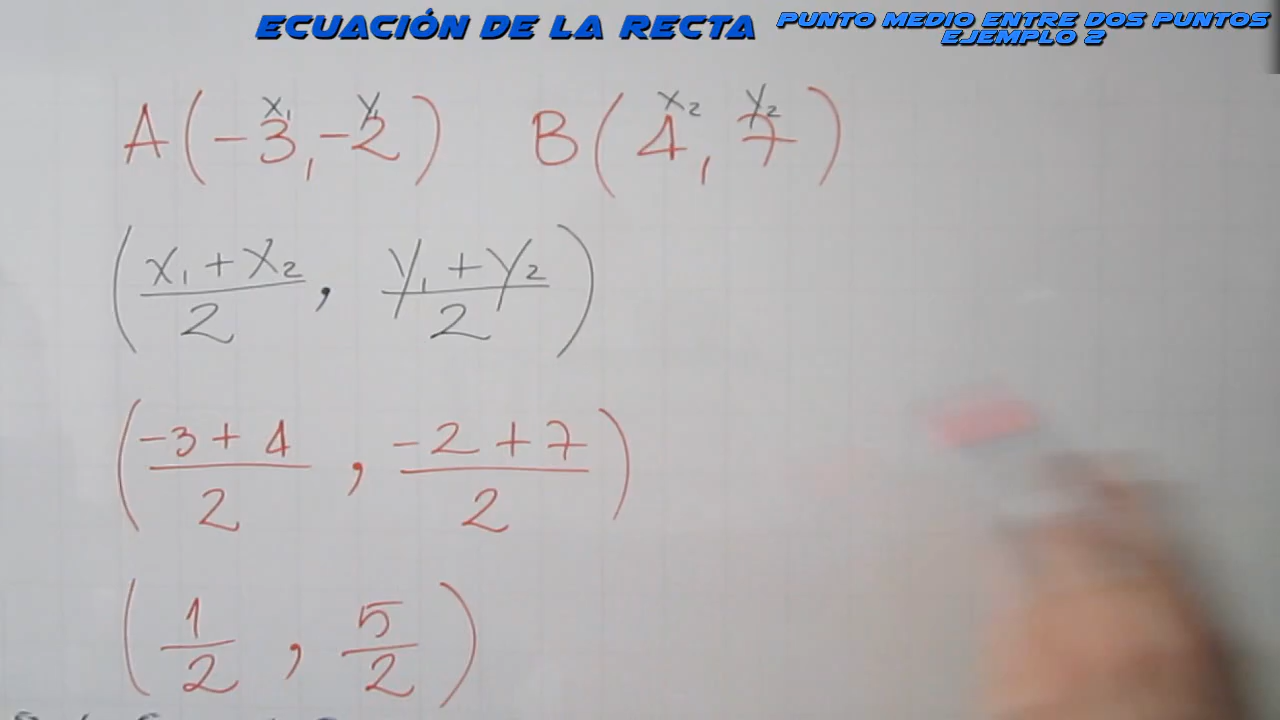 ECUACIÓN DE LA RECTA
PUNTO MEDIO ENTRE DOS PUNTOS
EJEMPLO 2
x₁ y₁ x₂ y₂
A(-3, -2) B(4, 7)
(x₁ + x₂ / 2, y₁ + y₂ / 2)
(-3 + 4 / 2, -2 + 7 / 2)
(1/2, 5/2)